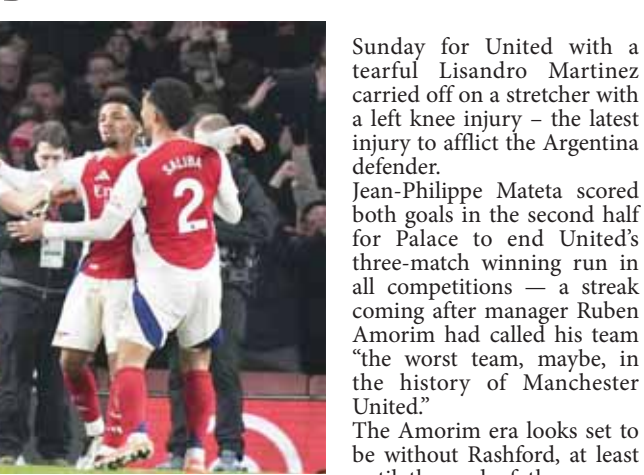 SALIBA
2
Sunday for United with a
tearful Lisandro Martinez
carried off on a stretcher with
a left knee injury – the latest
injury to afflict the Argentina
defender.
Jean-Philippe Mateta scored
both goals in the second half
for Palace to end United’s
three-match winning run in
all competitions — a streak
coming after manager Ruben
Amorim had called his team
“the worst team, maybe, in
the history of Manchester
United.”
The Amorim era looks set to
be without Rashford, at least